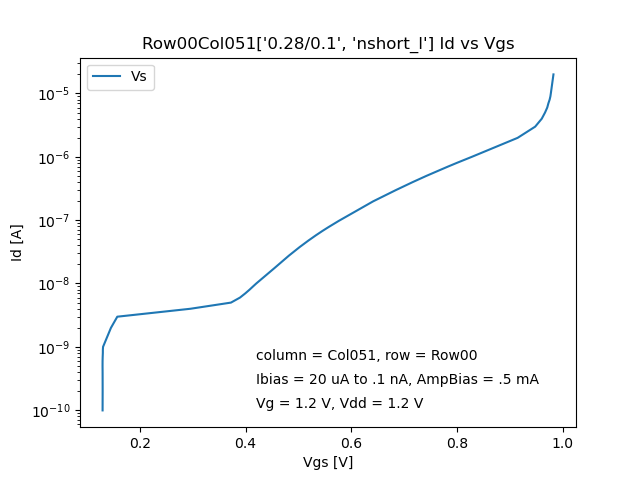 Row00Col051['0.28/0.1', 'nshort_l'] Id vs Vgs
Vs
10⁻⁵
10⁻⁶
10⁻⁷
10⁻⁸
10⁻⁹
10⁻¹⁰
Id [A]
column = Col051, row = Row00
Ibias = 20 uA to .1 nA, AmpBias = .5 mA
Vg = 1.2 V, Vdd = 1.2 V
0.2 0.4 0.6 0.8 1.0
Vgs [V]